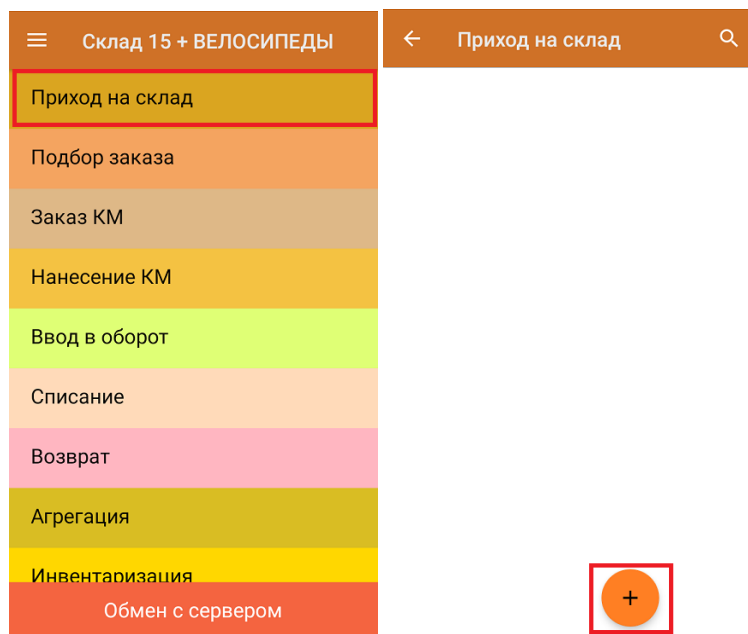 Склад 15 + ВЕЛОСИПЕДЫ
Приход на склад
Подбор заказа
Заказ КМ
Нанесение КМ
Ввод в оборот
Списание
Возврат
Агрегация
Инвентаризация
Обмен с сервером
Приход на склад
+